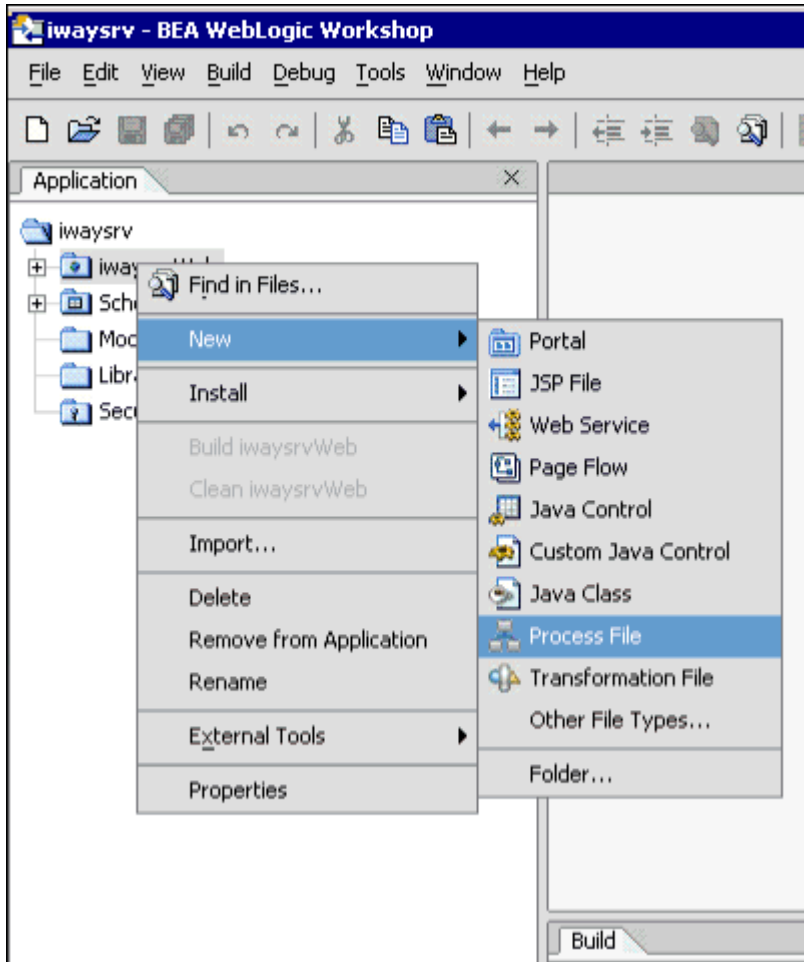 iwaysrv - BEA WebLogic Workshop
File Edit View Build Debug Tools Window Help
Application
iwaysrv
Find in Files...
New
Install
Build iwaysrvWeb
Clean iwaysrvWeb
Import...
Delete
Remove from Application
Rename
External Tools
Properties
Portal
JSP File
Web Service
Page Flow
Java Control
Custom Java Control
Java Class
Process File
Transformation File
Other File Types...
Folder...
Build